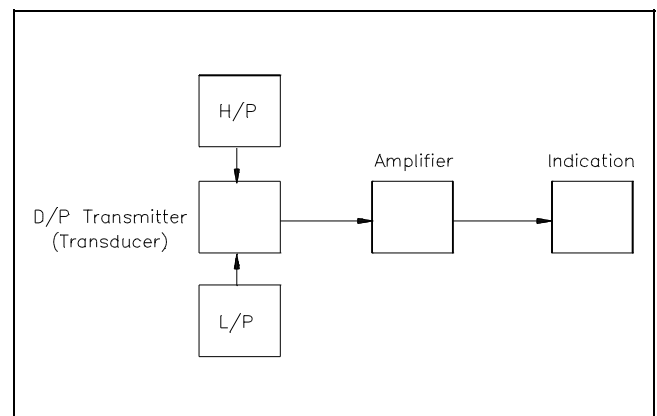 H/P
Amplifier
Indication
D/P Transmitter
(Transducer)
L/P